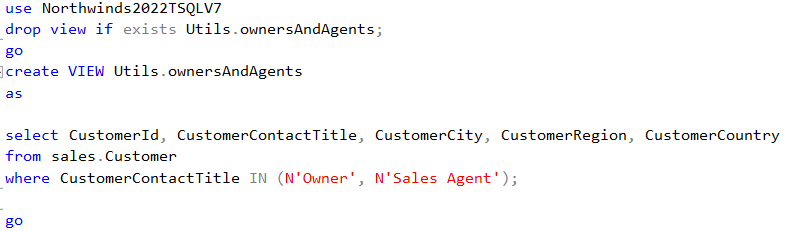 use Northwinds2022TSQLV7
drop view if exists Utils.ownersAndAgents;
go
create VIEW Utils.ownersAndAgents
as
select CustomerId, CustomerContactTitle, CustomerCity, CustomerRegion, CustomerCountry
from sales.Customer
where CustomerContactTitle IN (N'Owner', N'Sales Agent');
go